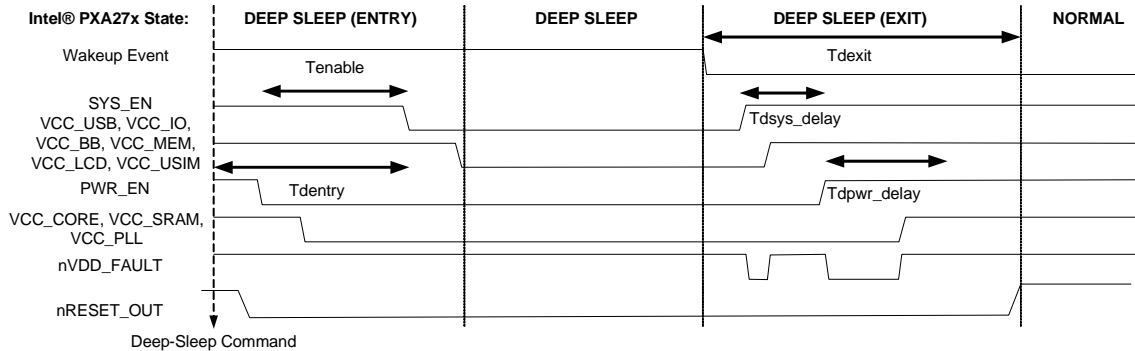 Intel® PXA27x State: DEEP SLEEP (ENTRY) DEEP SLEEP DEEP SLEEP (EXIT) NORMAL
Wakeup Event
Tenable
Tdexit
SYS_EN
VCC_USB, VCC_IO,
VCC_BB, VCC_MEM,
VCC_LCD, VCC_USIM
Tdsys_delay
PWR_EN
Tdentry
Tdpwr_delay
VCC_CORE, VCC_SRAM,
VCC_PLL
nVDD_FAULT
nRESET_OUT
Deep-Sleep Command